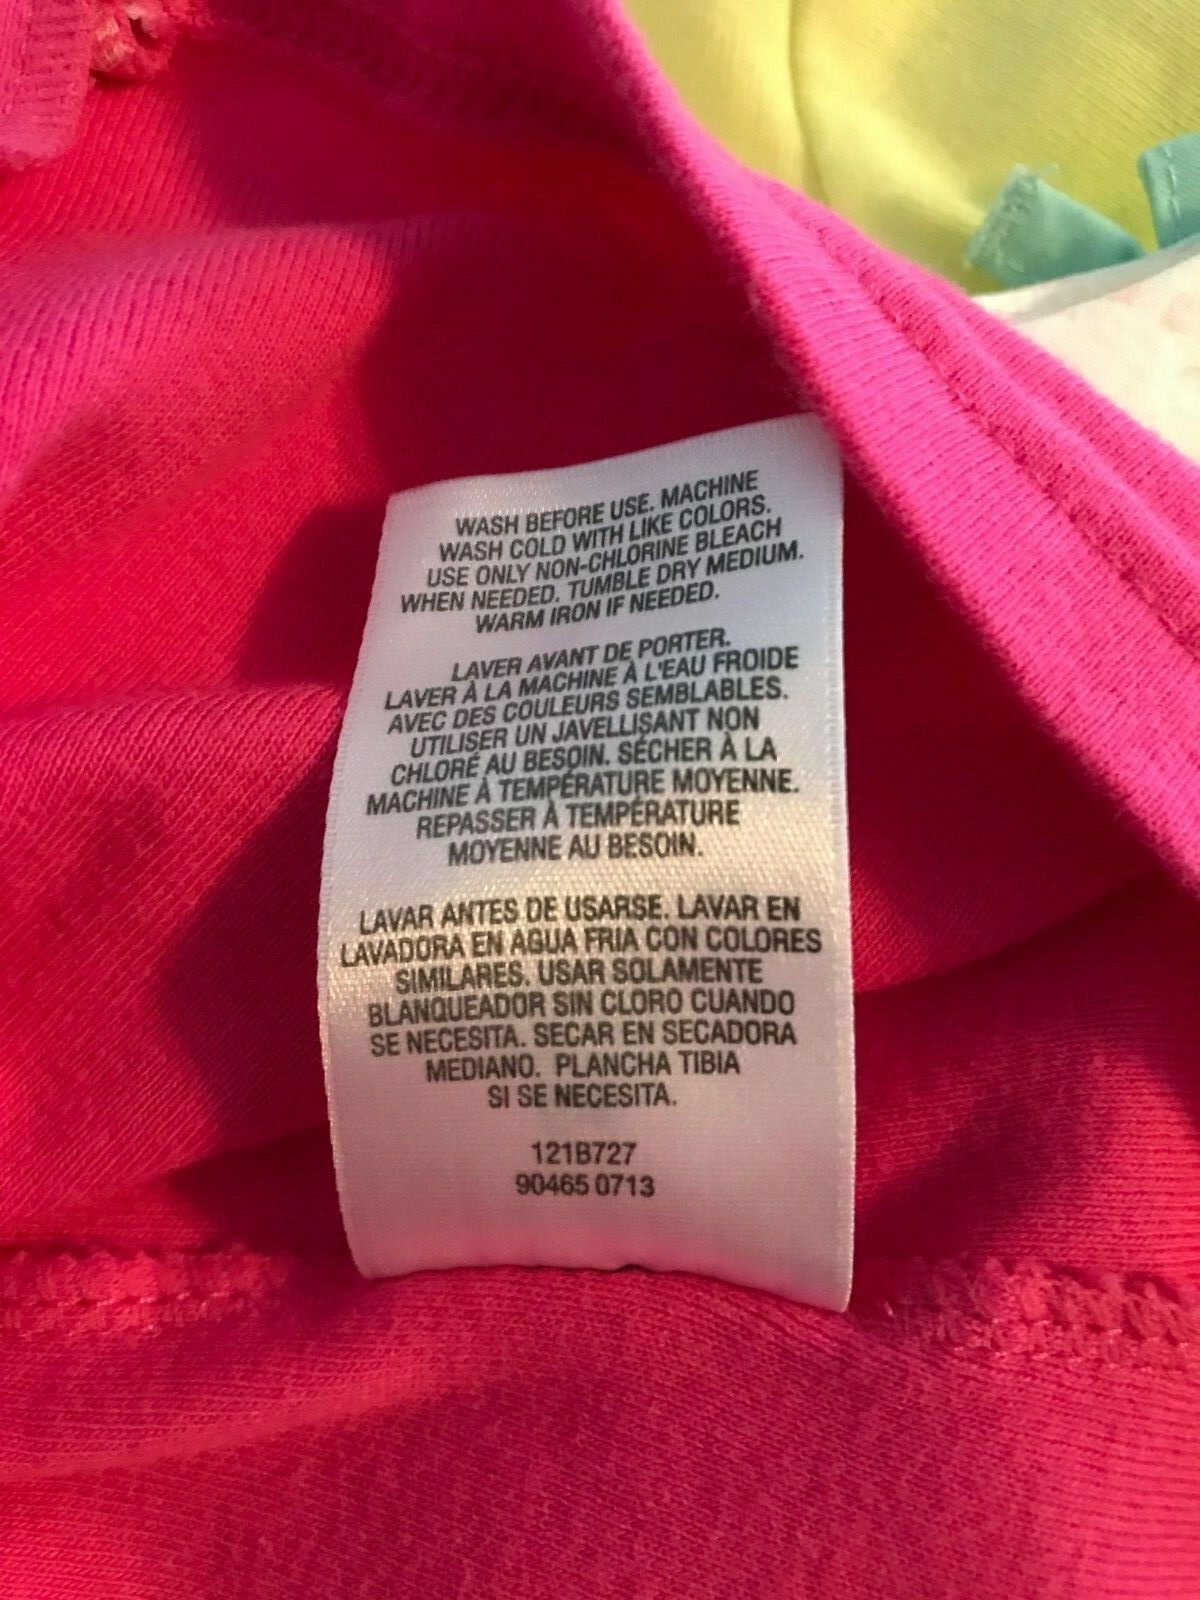 WASH BEFORE USE. MACHINE
WASH COLD WITH LIKE COLORS.
USE ONLY NON-CHLORINE BLEACH
WHEN NEEDED. TUMBLE DRY MEDIUM.
WARM IRON IF NEEDED.
LAVER AVANT DE PORTER.
LAVER À LA MACHINE À L'EAU FROIDE
AVEC DES COULEURS SEMBLABLES.
UTILISER UN JAVELLISANT NON
CHLORÉ AU BESOIN. SÉCHER À LA
MACHINE À TEMPÉRATURE MOYENNE.
REPASSER À TEMPÉRATURE
MOYENNE AU BESOIN.
LAVAR ANTES DE USARSE. LAVAR EN
LAVADORA EN AGUA FRIA CON COLORES
SIMILARES. USAR SOLAMENTE
BLANQUEADOR SIN CLORO CUANDO
SE NECESITA. SECAR EN SECADORA
MEDIANO. PLANCHA TIBIA
SI SE NECESITA.
121B727
90465 0713